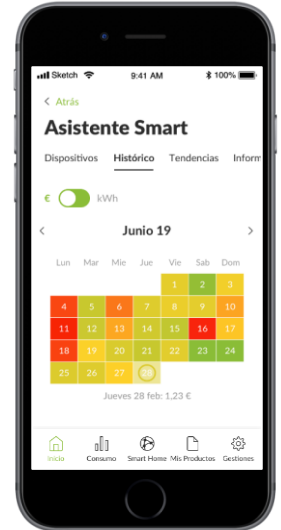 Sketch 9:41 AM 100%
< Atrás
Asistente Smart
Dispositivos Histórico Tendencias Inform
€ kWh
< Junio 19 >
Lun Mar Mie Jue Vie Sab Dom
1 2 3
4 5 6 7 8 9 10
11 12 13 14 15 16 17
18 19 20 21 22 23 24
25 26 27 28
Jueves 28 feb: 1,23 €
Inicio Consumo Smart Home Mis Productos Gestiones